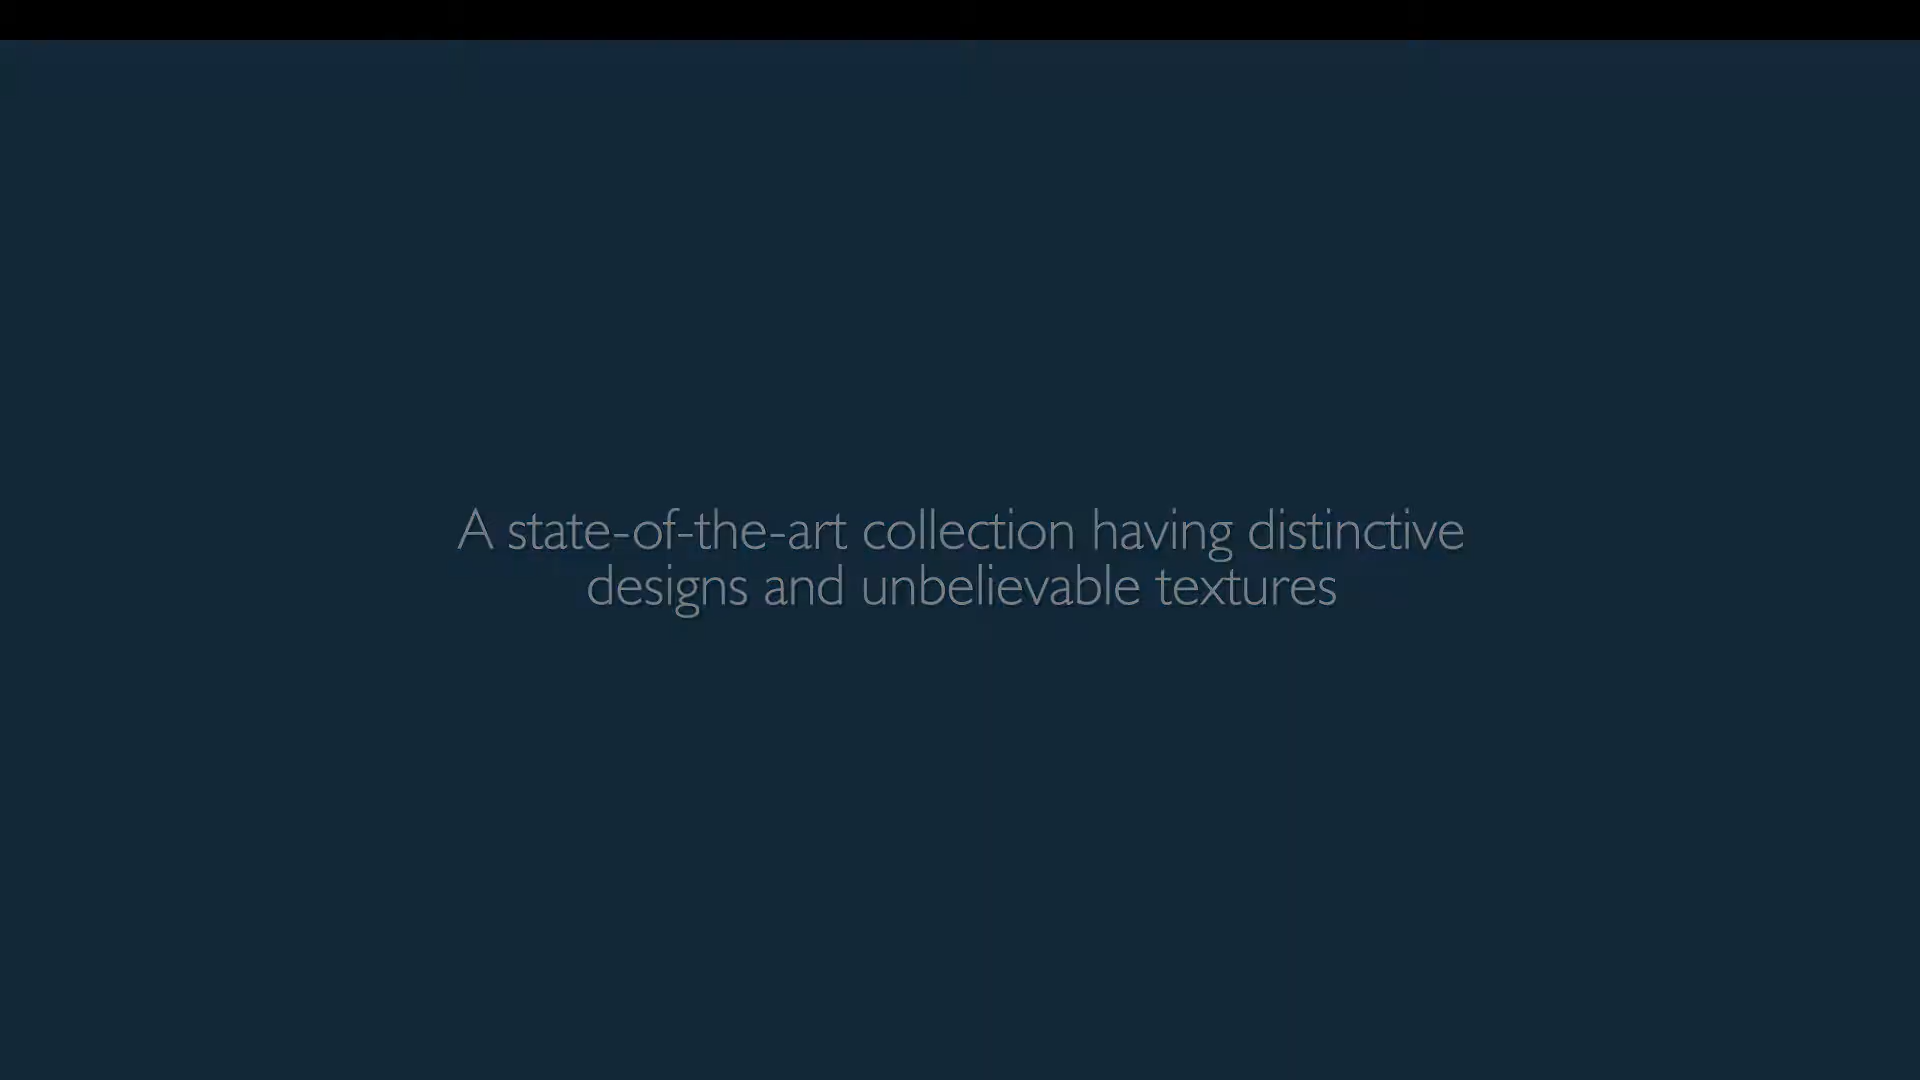 A state-of-the-art collection having distinctive
designs and unbelievable textures